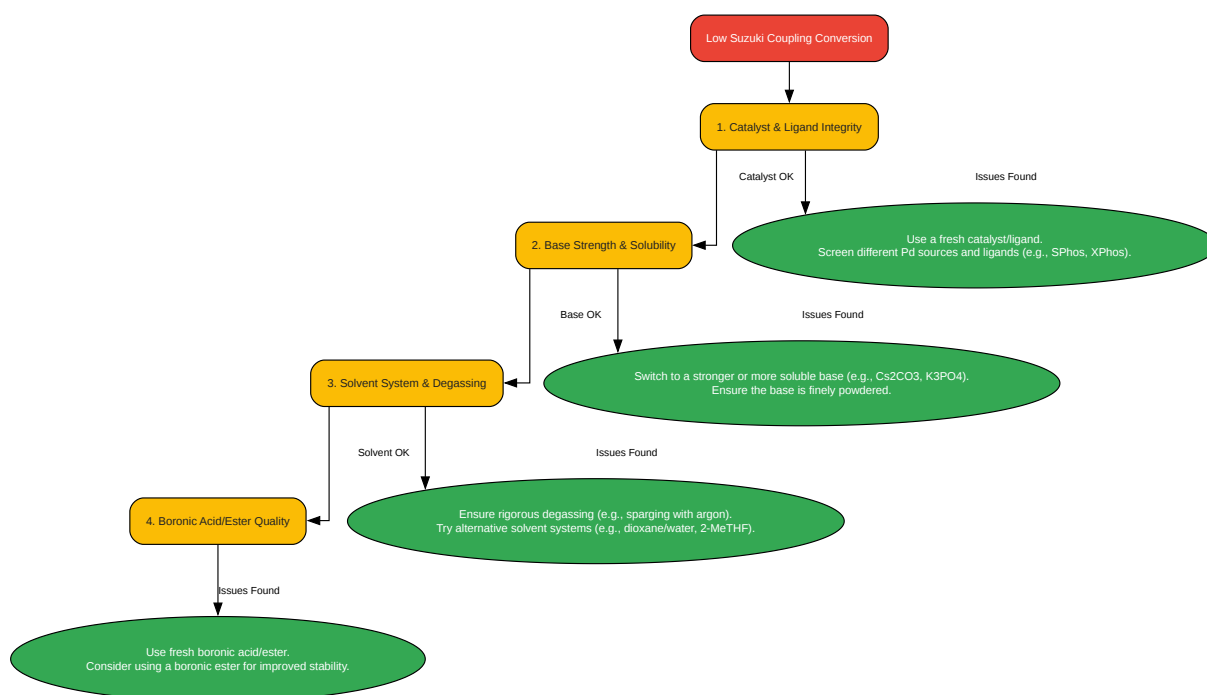 Low Suzuki Coupling Conversion
1. Catalyst & Ligand Integrity
Catalyst OK
Issues Found
Use a fresh catalyst/ligand.
Screen different Pd sources and ligands (e.g., SPhos, XPhos).
2. Base Strength & Solubility
Base OK
Issues Found
Switch to a stronger or more soluble base (e.g., Cs2CO3, K3PO4).
Ensure the base is finely powdered.
3. Solvent System & Degassing
Solvent OK
Issues Found
Ensure rigorous degassing (e.g., sparging with argon).
Try alternative solvent systems (e.g., dioxane/water, 2-MeTHF).
4. Boronic Acid/Ester Quality
Issues Found
Use fresh boronic acid/ester.
Consider using a boronic ester for improved stability.